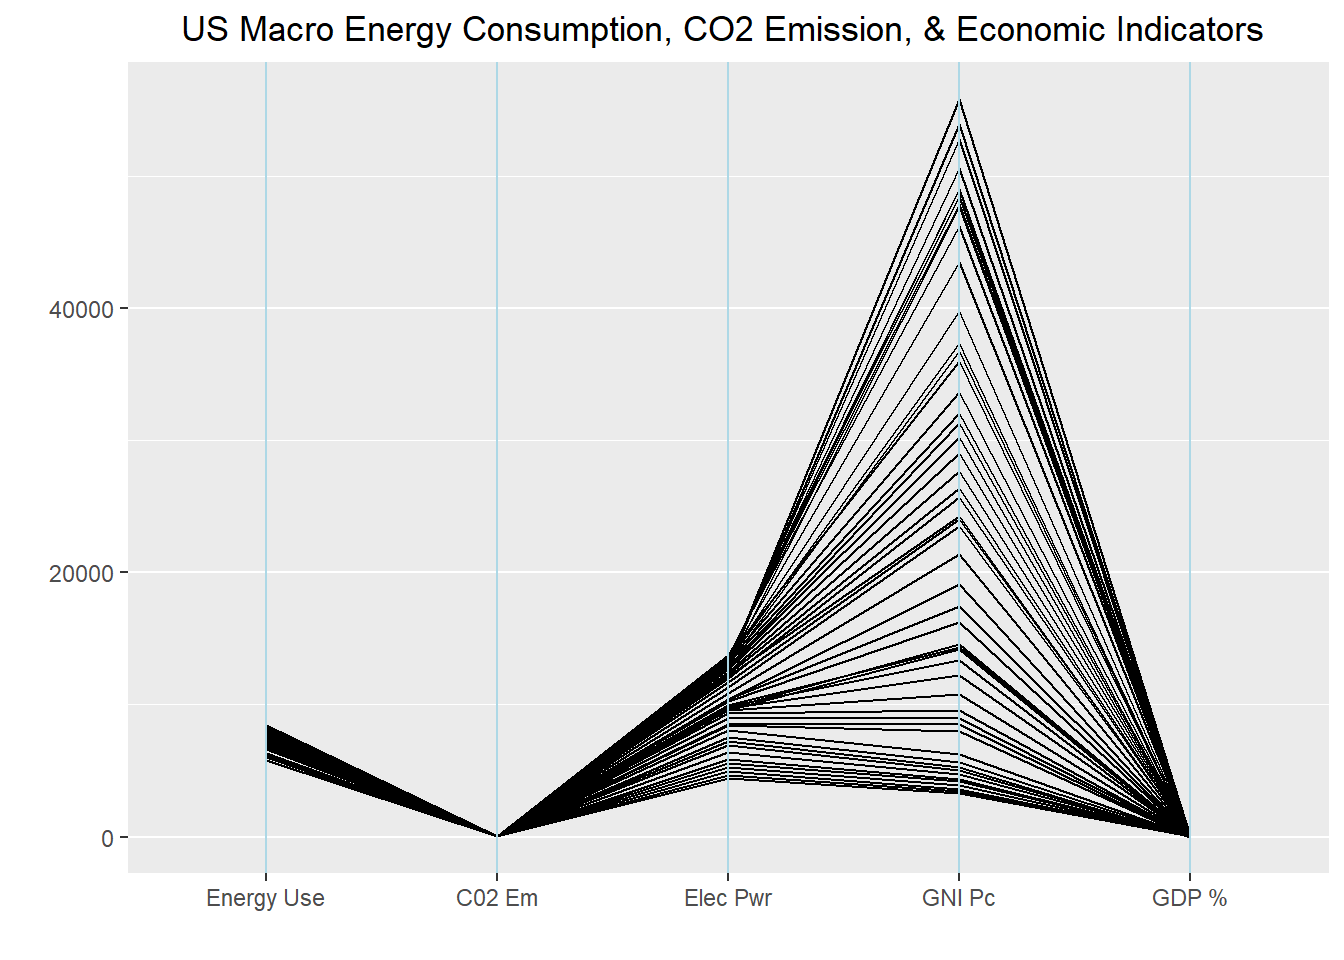 US Macro Energy Consumption, CO2 Emission, & Economic Indicators
40000
20000
0
Energy Use
C02 Em
Elec Pwr
GNI Pc
GDP %